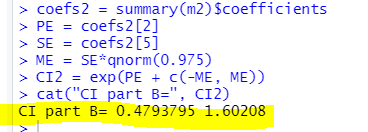 > coefs2 = summary(m2)$coefficients
> PE = coefs2[2]
> SE = coefs2[5]
> ME = SE*qnorm(0.975)
> CI2 = exp(PE + c(-ME, ME))
> cat("CI part B=", CI2)
CI part B= 0.4793795 1.60208
>